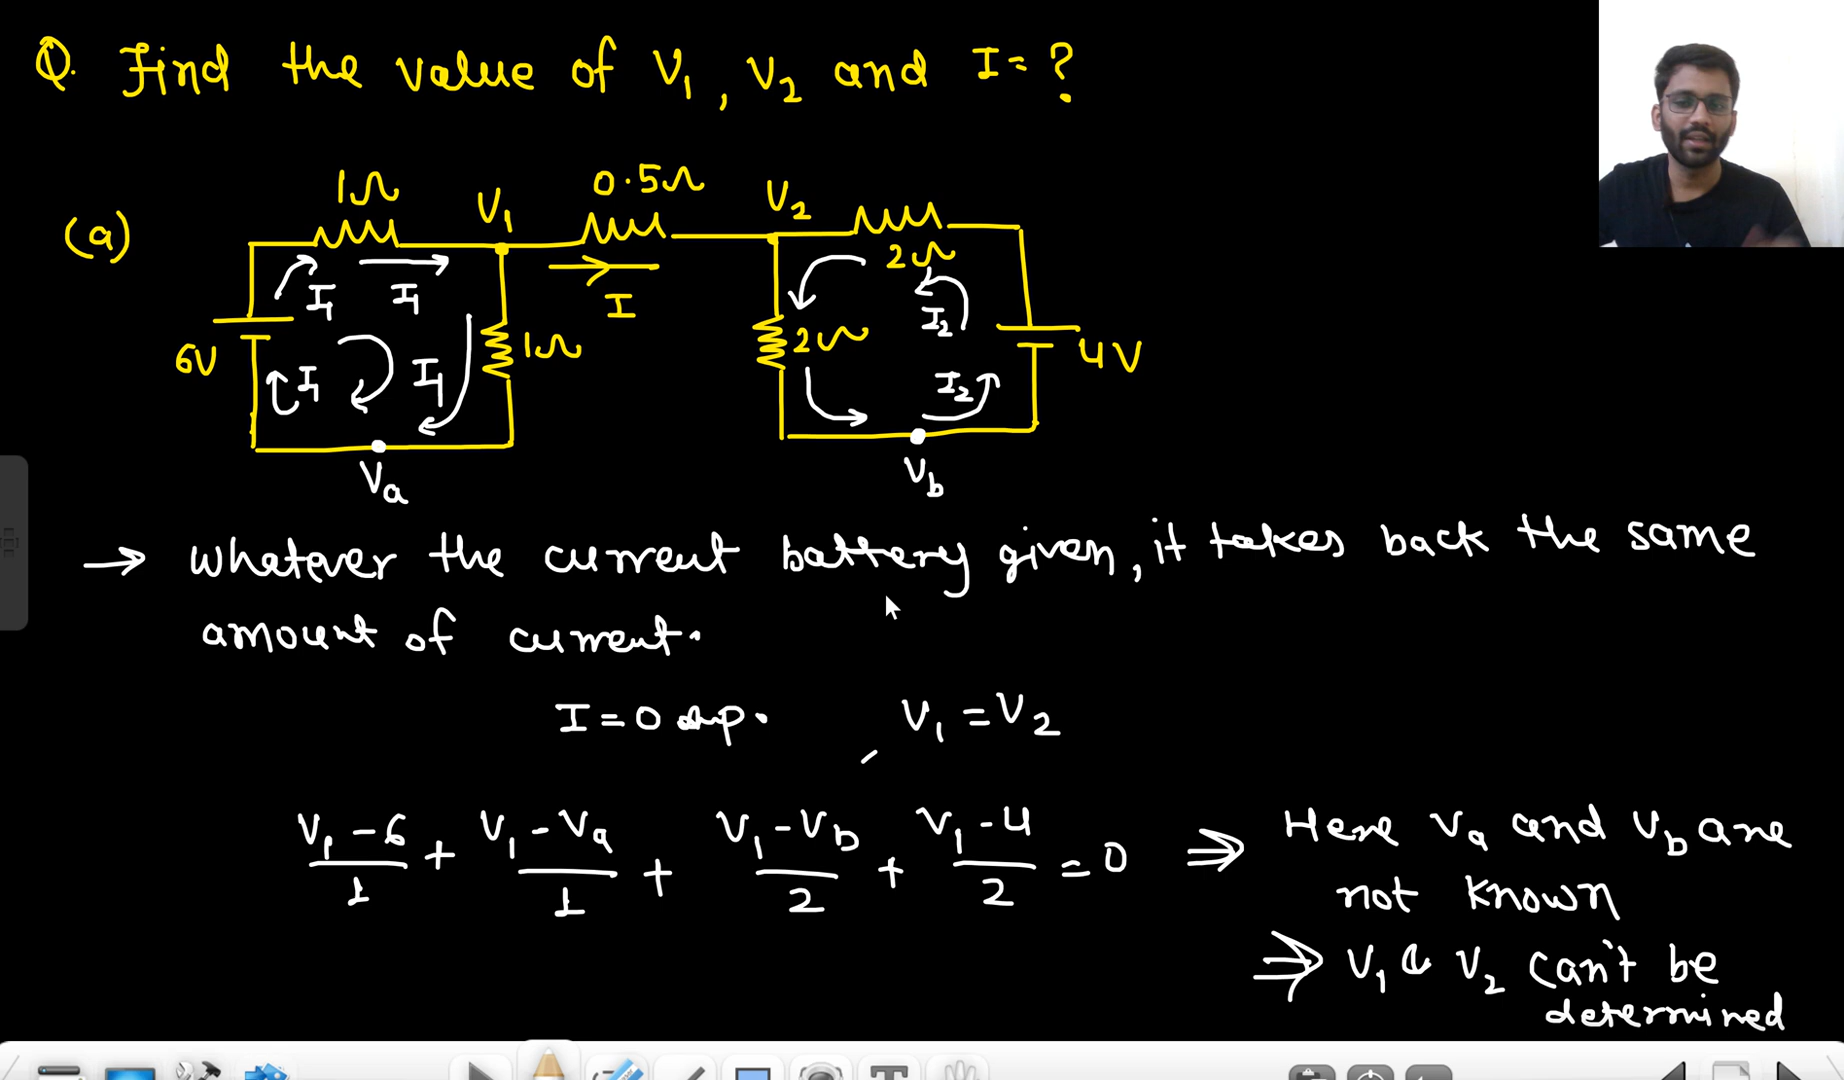 Q. Find the value of V₁, V₂ and I = ?
(a)
1Ω V₁ 0.5Ω V₂ 2Ω
I₁ I₁ I I₂
6V 1Ω 2Ω 4V
I₁ I₁ I₂
Va Vb
→ Whatever the current battery given, it takes back the same
amount of current.
I = 0 amp. V₁ = V₂
(V₁ - 6)/1 + (V₁ - Va)/1 + (V₁ - Vb)/2 + (V₁ - 4)/2 = 0 ⇒ Here Va and Vb are
not known
⇒ V₁ & V₂ can't be
determined